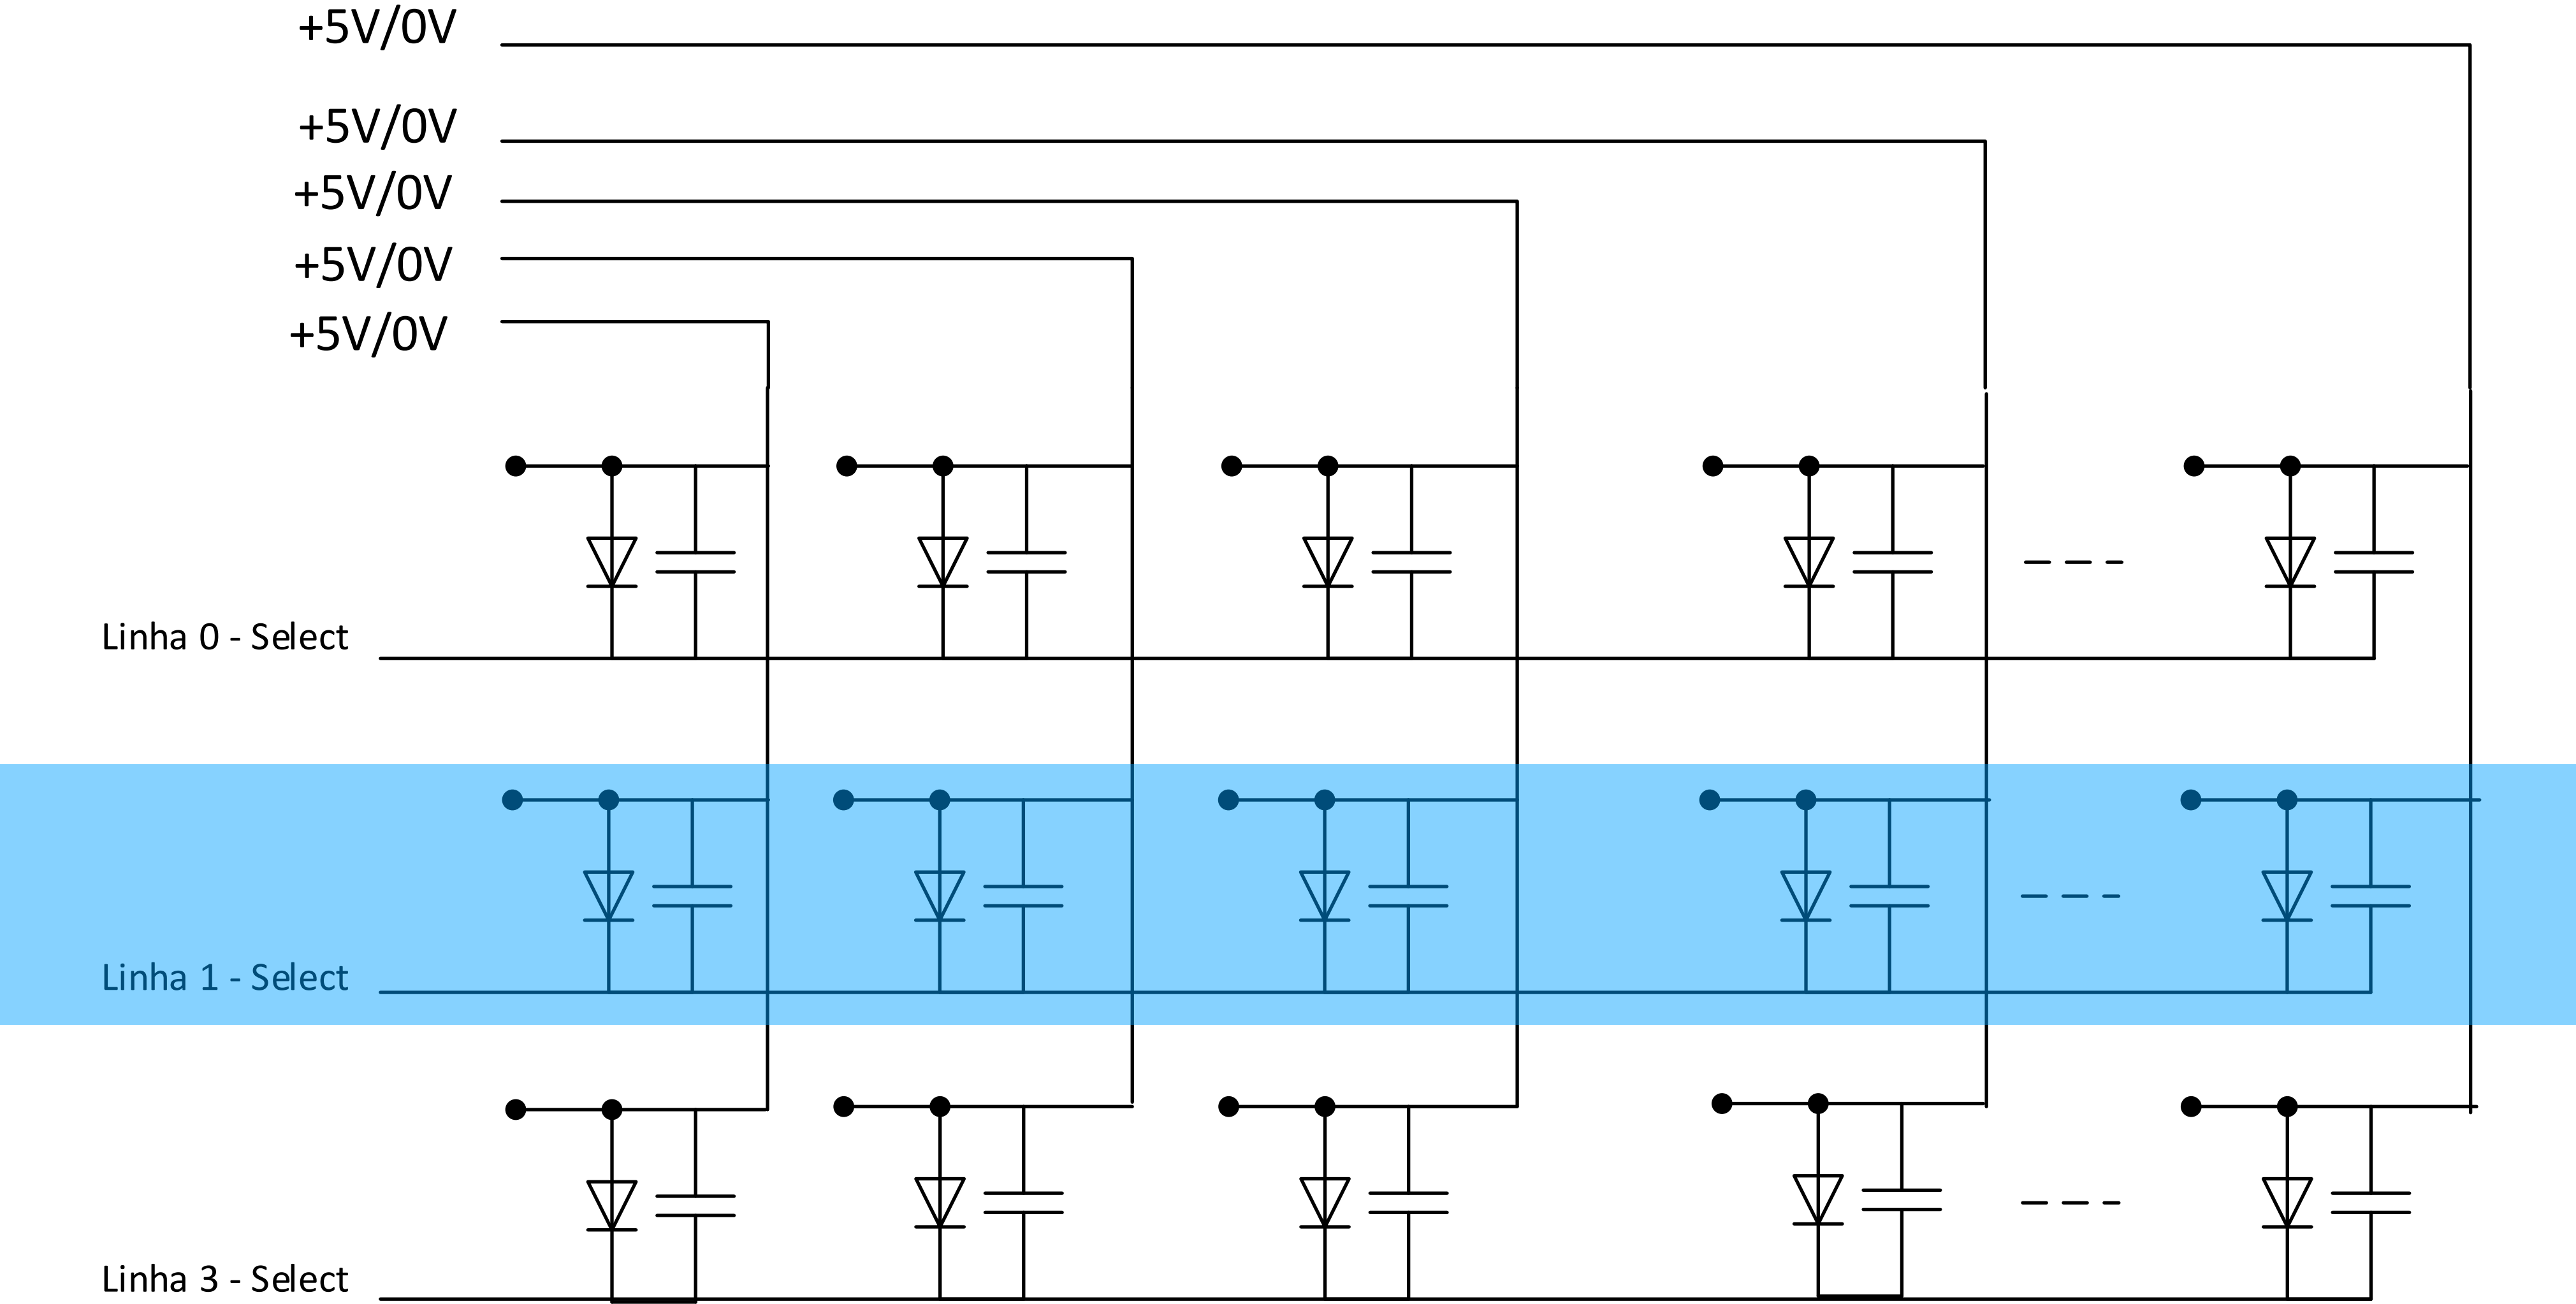 +5V/0V
+5V/0V
+5V/0V
+5V/0V
+5V/0V
Linha 0 - Select
Linha 1 - Select
Linha 3 - Select